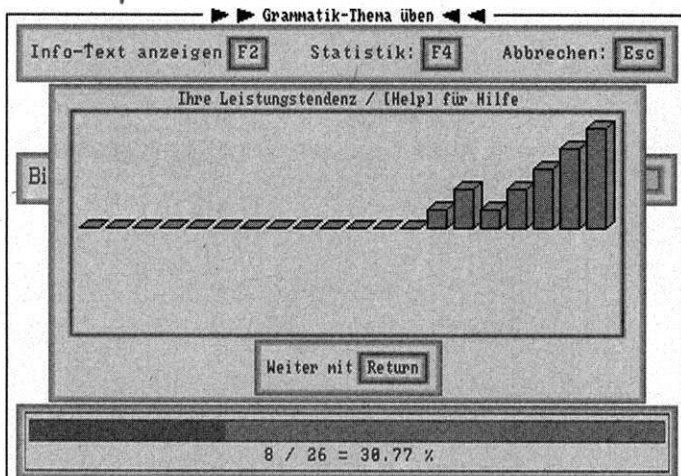 Grammatik-Thema üben
Info-Text anzeigen F2 Statistik: F4 Abbrechen: Esc
Ihre Leistungstendenz / [Help] für Hilfe
Bi
Weiter mit Return
8 / 26 = 30.77 %